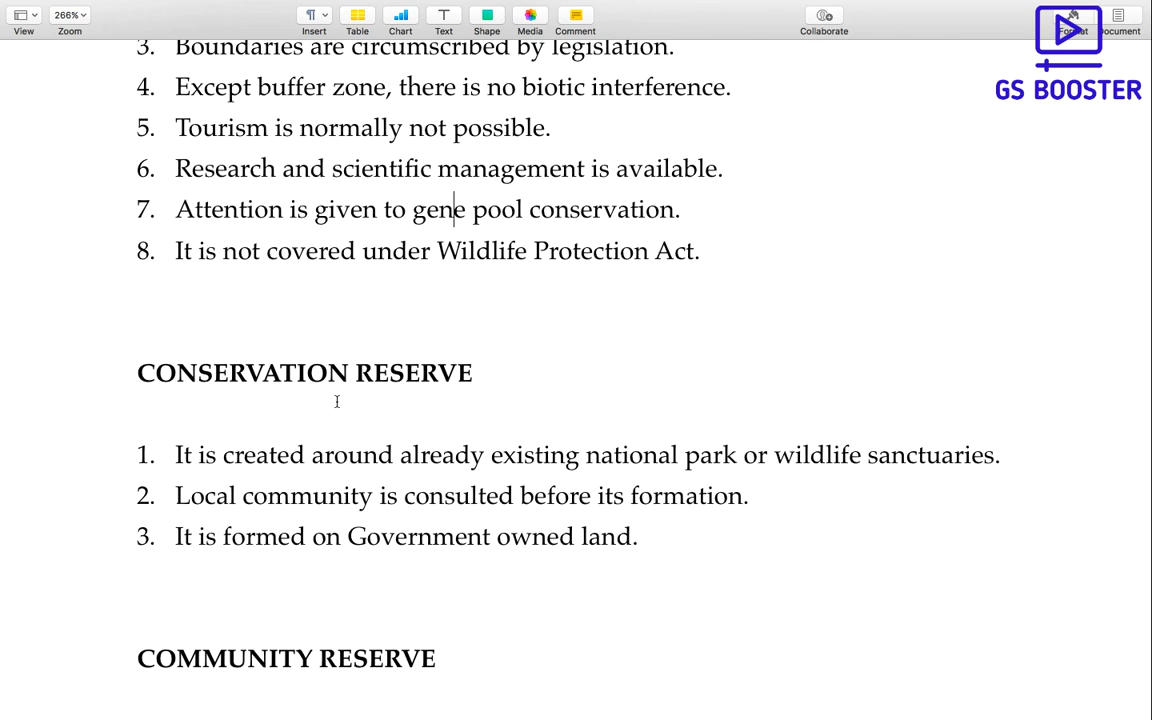 266%
View
Zoom
Insert
Table
Chart
Text
Shape
Media
Comment
Collaborate
Format
Document
GS BOOSTER
3. Boundaries are circumscribed by legislation.
4. Except buffer zone, there is no biotic interference.
5. Tourism is normally not possible.
6. Research and scientific management is available.
7. Attention is given to gene pool conservation.
8. It is not covered under Wildlife Protection Act.
CONSERVATION RESERVE
1. It is created around already existing national park or wildlife sanctuaries.
2. Local community is consulted before its formation.
3. It is formed on Government owned land.
COMMUNITY RESERVE